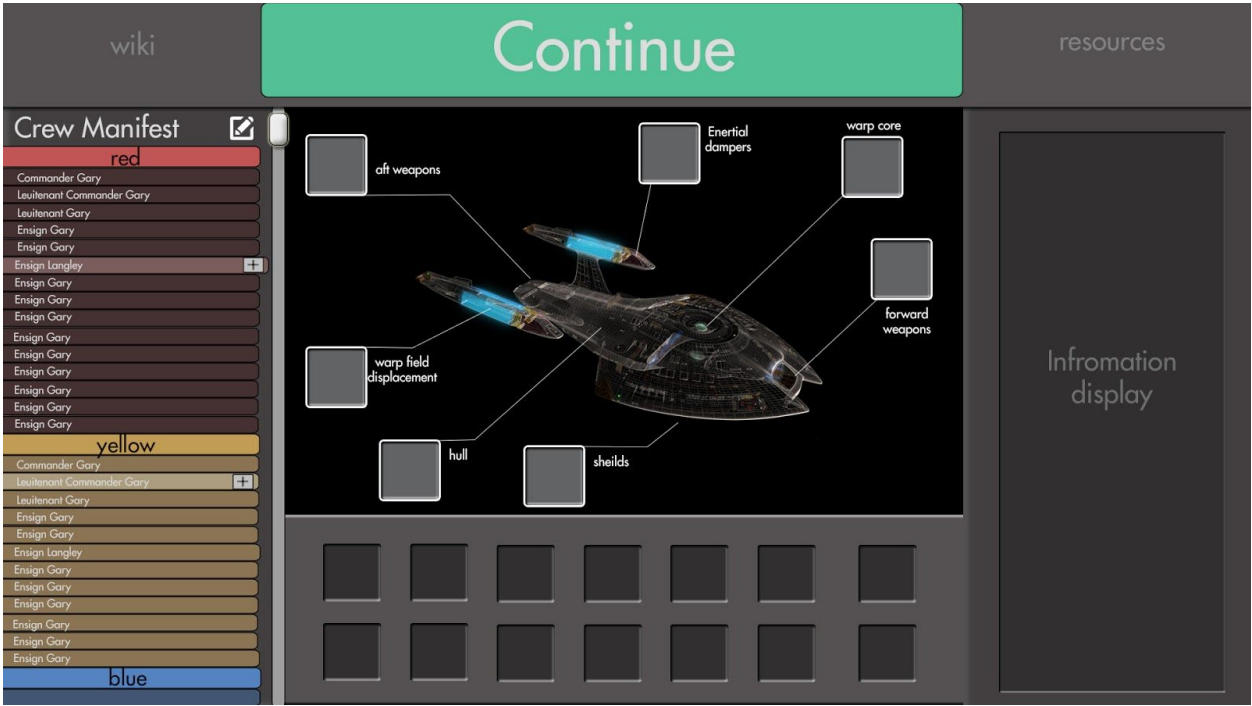 wiki
Continue
resources
Crew Manifest
red
Commander Gary
Leuitenant Commander Gary
Leuitenant Gary
Ensign Gary
Ensign Gary
Ensign Langley
Ensign Gary
Ensign Gary
Ensign Gary
Ensign Gary
Ensign Gary
Ensign Gary
Ensign Gary
Ensign Gary
Ensign Gary
yellow
Commander Gary
Leuitenant Commander Gary
Leuitenant Gary
Ensign Gary
Ensign Gary
Ensign Langley
Ensign Gary
Ensign Gary
Ensign Gary
Ensign Gary
Ensign Gary
Ensign Gary
blue
aft weapons
Enertial
dampers
warp core
forward
weapons
warp field
displacement
hull
sheilds
Infromation
display